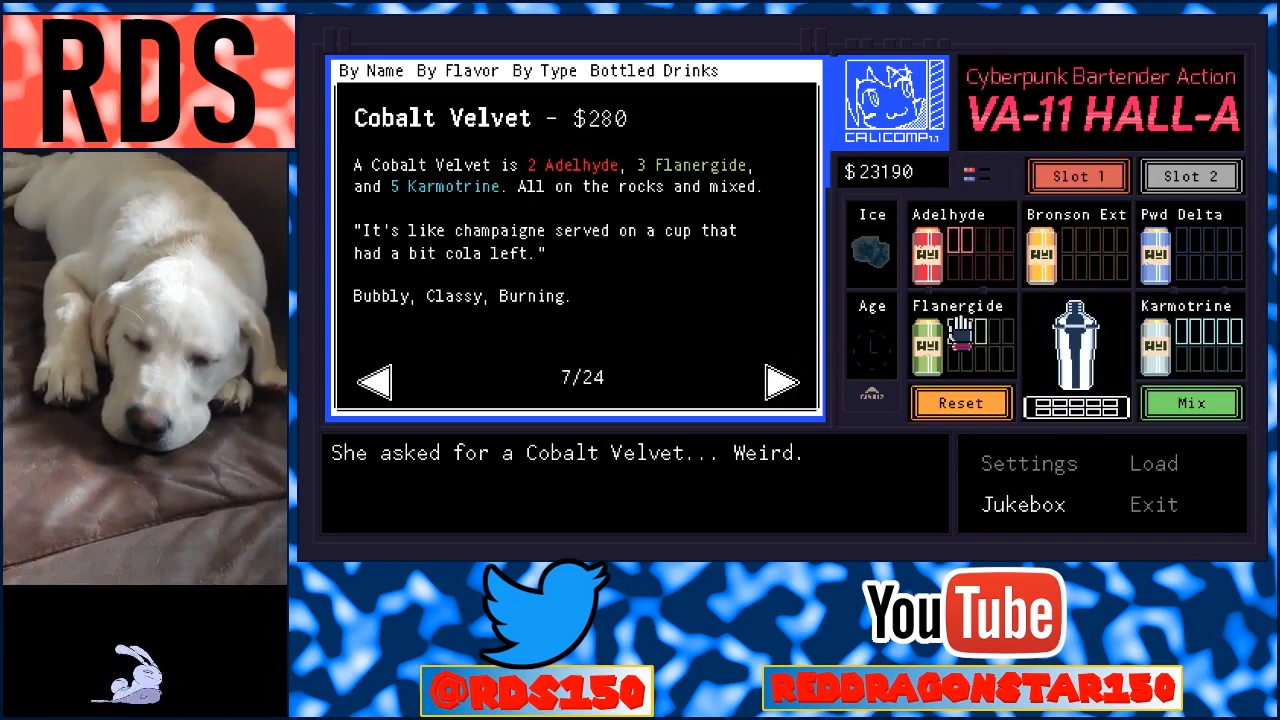 RDS
By Name By Flavor By Type Bottled Drinks
Cobalt Velvet - $280
A Cobalt Velvet is 2 Adelhyde, 3 Flanergide,
and 5 Karmotrine. All on the rocks and mixed.
"It's like champaigne served on a cup that
had a bit cola left."
Bubbly, Classy, Burning.
7/24
CALICOMP1.1
Cyberpunk Bartender Action
VA-11 HALL-A
$23190
Slot 1
Slot 2
Ice
Adelhyde
Bronson Ext
Pwd Delta
Age
Flanergide
Karmotrine
Reset
Mix
She asked for a Cobalt Velvet... Weird.
Settings
Load
Jukebox
Exit
YouTube
@RDS150
REDDRAGONSTAR150